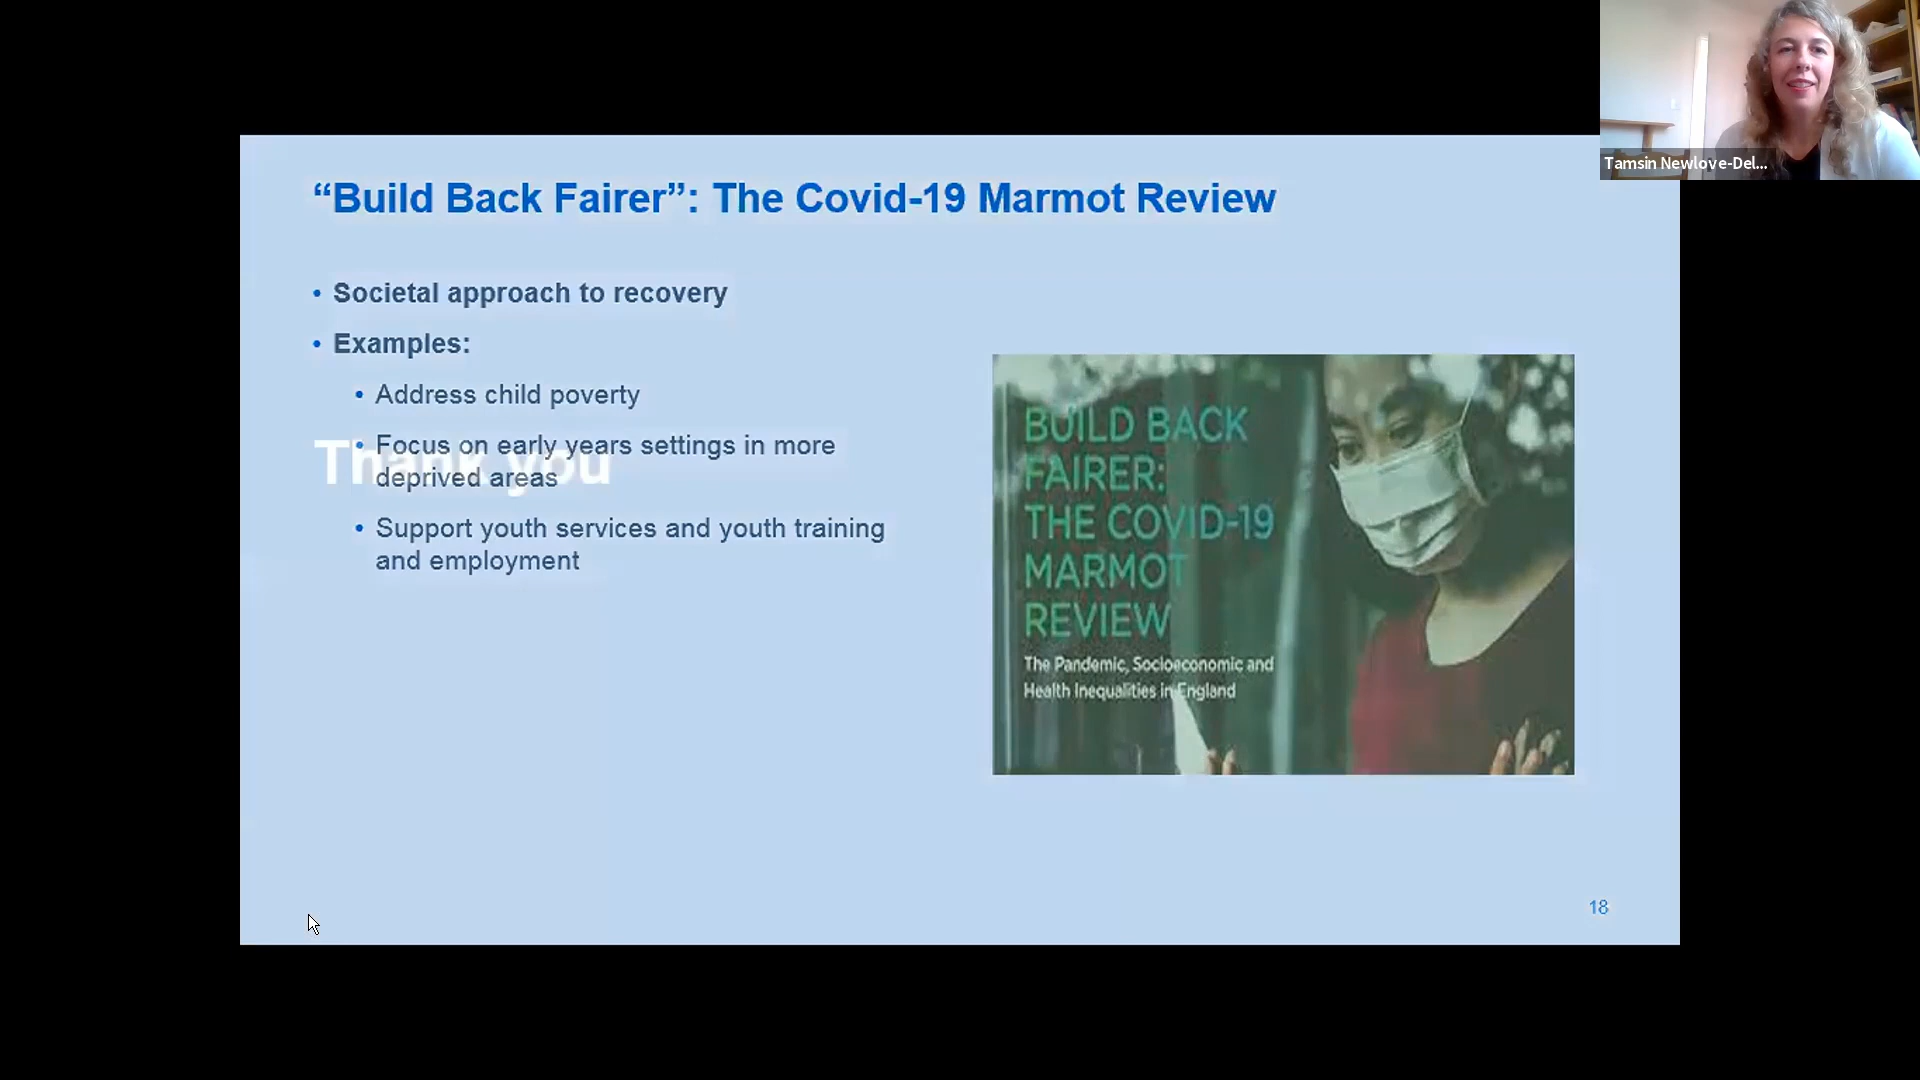 Tamsin Newlove-Del...
“Build Back Fairer”: The Covid-19 Marmot Review
• Societal approach to recovery
• Examples:
• Address child poverty
• Focus on early years settings in more
deprived areas
• Support youth services and youth training
and employment
Thank you
BUILD BACK
FAIRER:
THE COVID-19
MARMOT
REVIEW
The Pandemic, Socioeconomic and
Health Inequalities in England
18